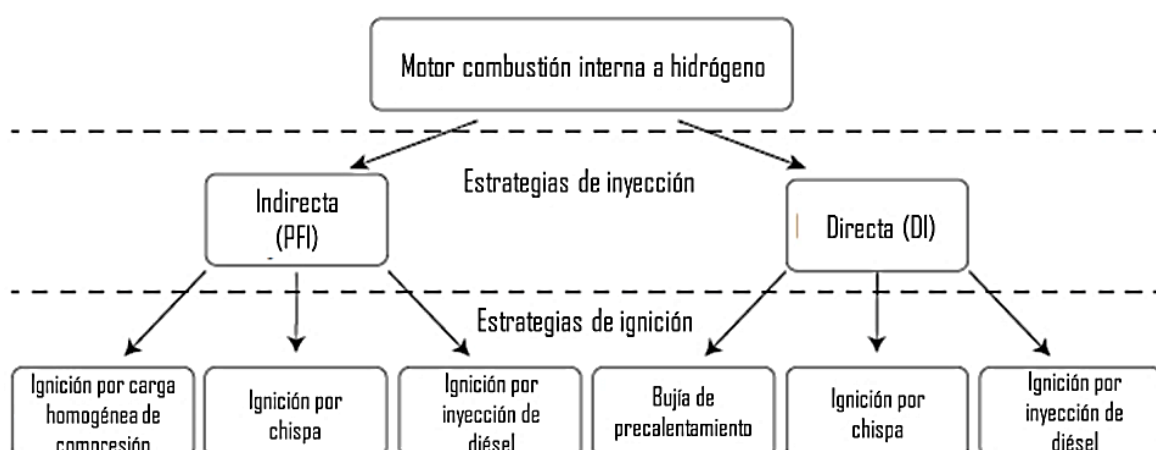 Motor combustión interna a hidrógeno
Estrategias de inyección
Indirecta
(PFI)
Directa (DI)
Estrategias de ignición
Ignición por carga
homogénea de
compresión
Ignición por
chispa
Ignición por
inyección de
diésel
Bujía de
precalentamiento
Ignición por
chispa
Ignición por
inyección de
diésel